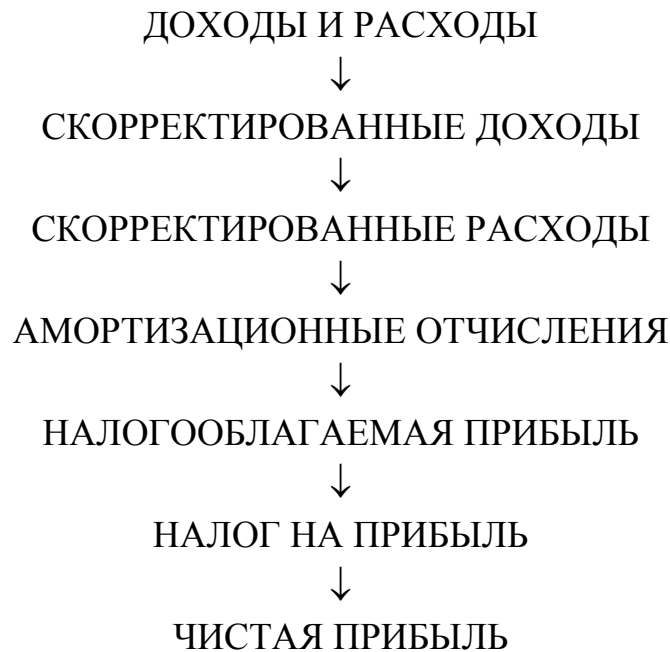 ДОХОДЫ И РАСХОДЫ
↓
СКОРРЕКТИРОВАННЫЕ ДОХОДЫ
↓
СКОРРЕКТИРОВАННЫЕ РАСХОДЫ
↓
АМОРТИЗАЦИОННЫЕ ОТЧИСЛЕНИЯ
↓
НАЛОГООБЛАГАЕМАЯ ПРИБЫЛЬ
↓
НАЛОГ НА ПРИБЫЛЬ
↓
ЧИСТАЯ ПРИБЫЛЬ